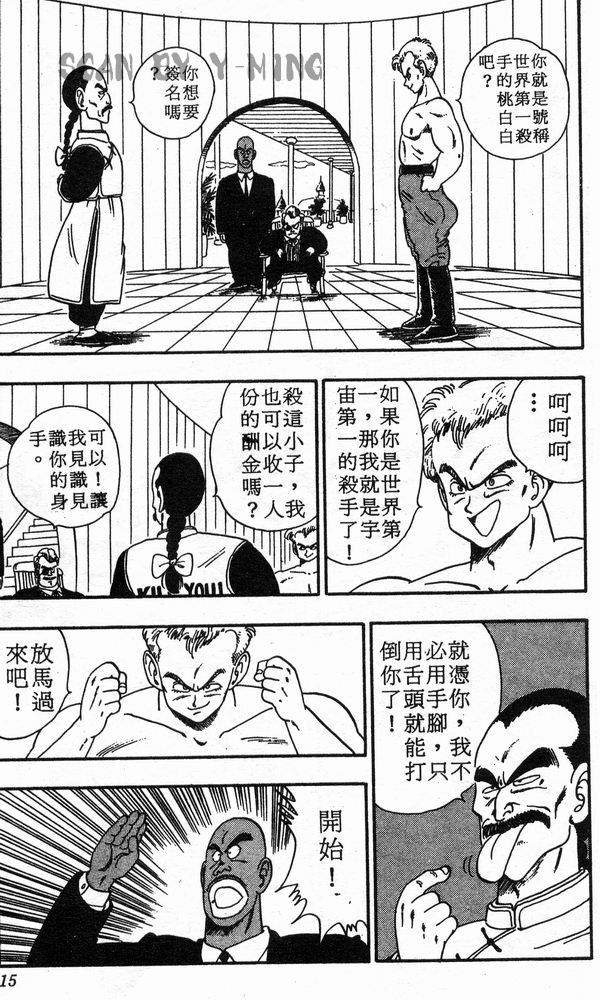 SCAN BY Y-MING
你就是號稱
世界第一殺
手的桃白白
吧？
你想要
簽名嗎
？
呵呵呵
…
如果你是世界第
一，那我就是宇
宙第一的殺手了！
殺這小子，我
也可以收一人
份的酬金嗎？
可以！讓
我見識見
識你的身
手。
KILL YOU!
就憑你，我不
必用手腳，只
用舌頭就能打
倒你了！
放馬過
來吧！
開始！
15